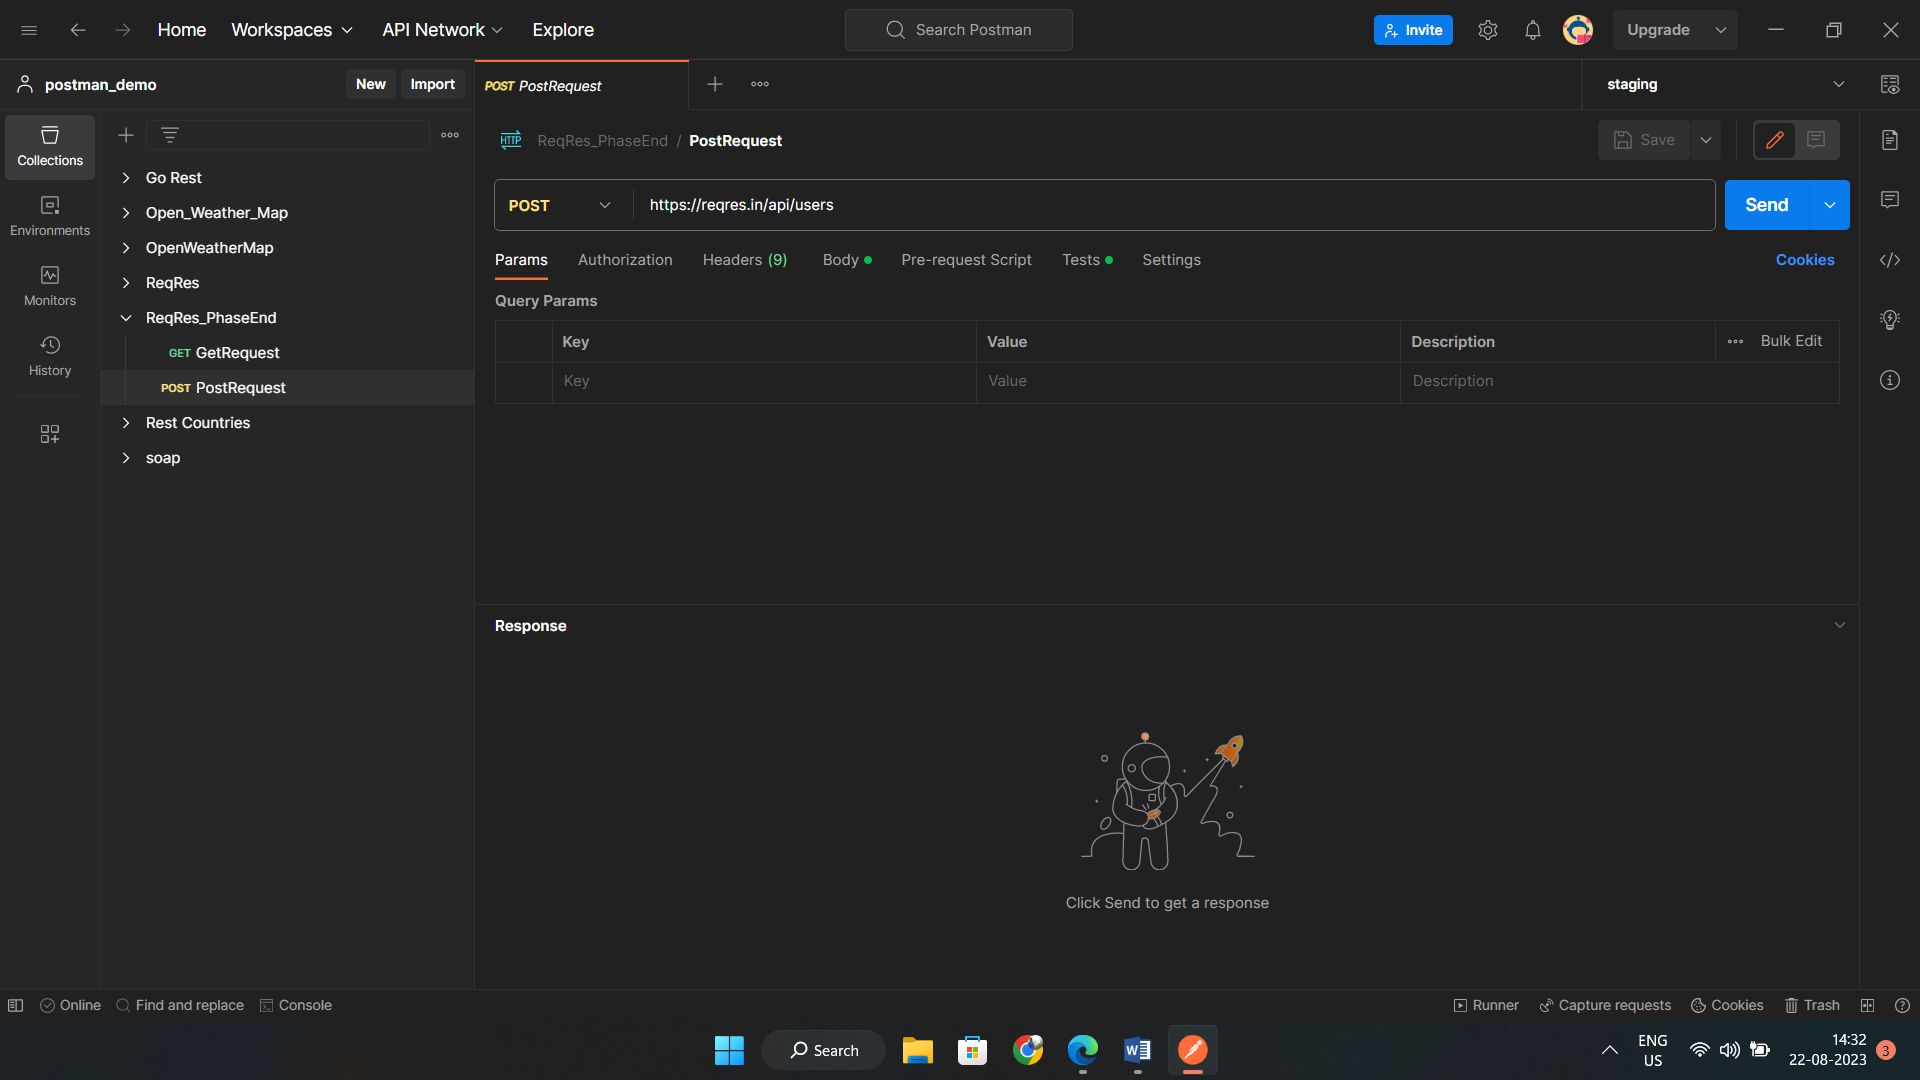 Home
Workspaces
API Network
Explore
Search Postman
Invite
Upgrade
postman_demo
New
Import
POST PostRequest
staging
Collections
Environments
Monitors
History
Go Rest
Open_Weather_Map
OpenWeatherMap
ReqRes
ReqRes_PhaseEnd
GET GetRequest
POST PostRequest
Rest Countries
soap
HTTP
ReqRes_PhaseEnd / PostRequest
Save
POST
https://reqres.in/api/users
Send
Params
Authorization
Headers (9)
Body
Pre-request Script
Tests
Settings
Cookies
Query Params
Key
Value
Description
Bulk Edit
Key
Value
Description
Response
Click Send to get a response
Online
Find and replace
Console
Runner
Capture requests
Cookies
Trash
Search
ENG
US
14:32
22-08-2023
3